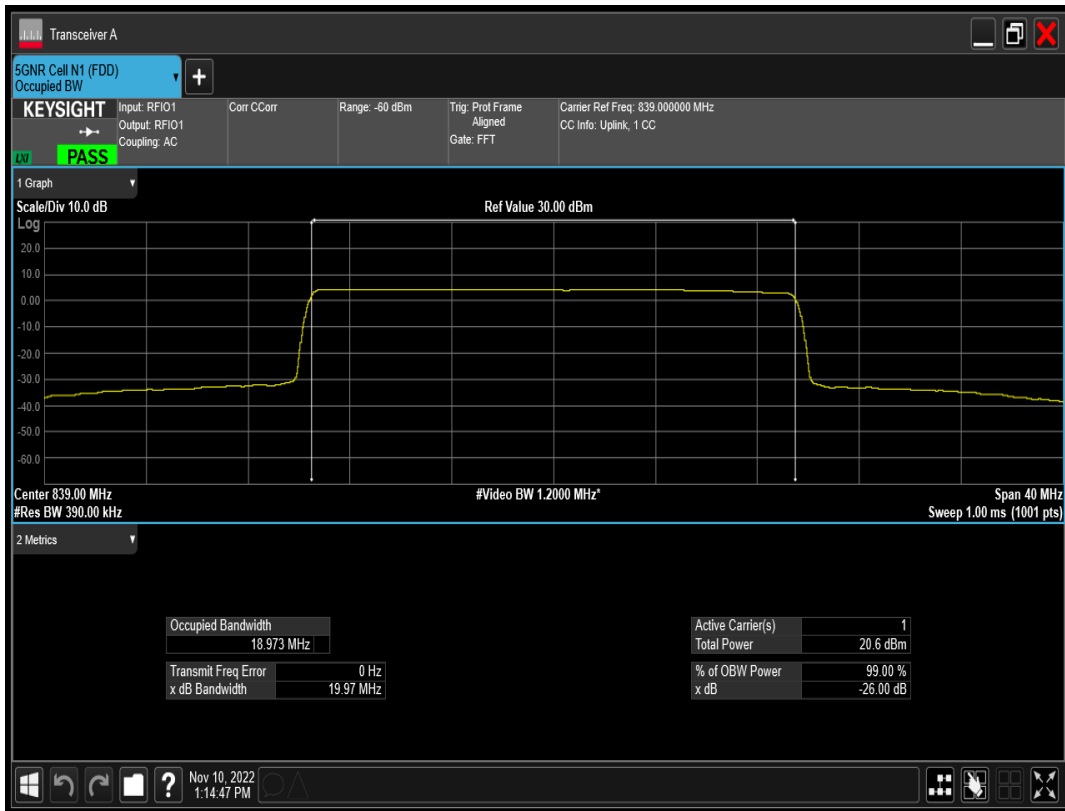 Transceiver A
5GNR Cell N1 (FDD)
Occupied BW
+
KEYSIGHT
LXI
PASS
Input: RFIO1
Output: RFIO1
Coupling: AC
Corr CCorr
Range: -60 dBm
Trig: Prot Frame
Aligned
Gate: FFT
Carrier Ref Freq: 839.000000 MHz
CC Info: Uplink, 1 CC
1 Graph
Scale/Div 10.0 dB
Ref Value 30.00 dBm
Log
20.0
10.0
0.00
-10.0
-20.0
-30.0
-40.0
-50.0
-60.0
Center 839.00 MHz
#Video BW 1.2000 MHz*
Span 40 MHz
#Res BW 390.00 kHz
Sweep 1.00 ms (1001 pts)
2 Metrics
Occupied Bandwidth
18.973 MHz
Active Carrier(s) 1
Total Power 20.6 dBm
Transmit Freq Error 0 Hz
x dB Bandwidth 19.97 MHz
% of OBW Power 99.00 %
x dB -26.00 dB
?
Nov 10, 2022
1:14:47 PM